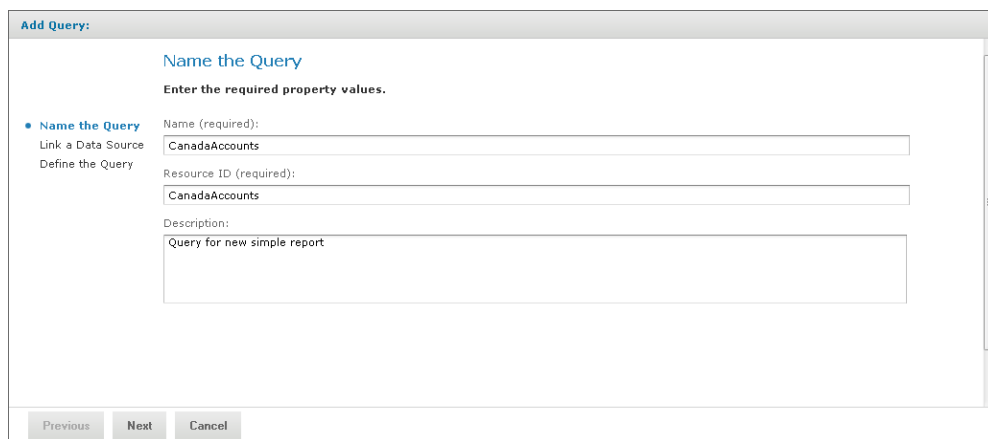 Add Query:
Name the Query
Enter the required property values.
Name the Query
Link a Data Source
Define the Query
Name (required):
CanadaAccounts
Resource ID (required):
CanadaAccounts
Description:
Query for new simple report
Previous
Next
Cancel